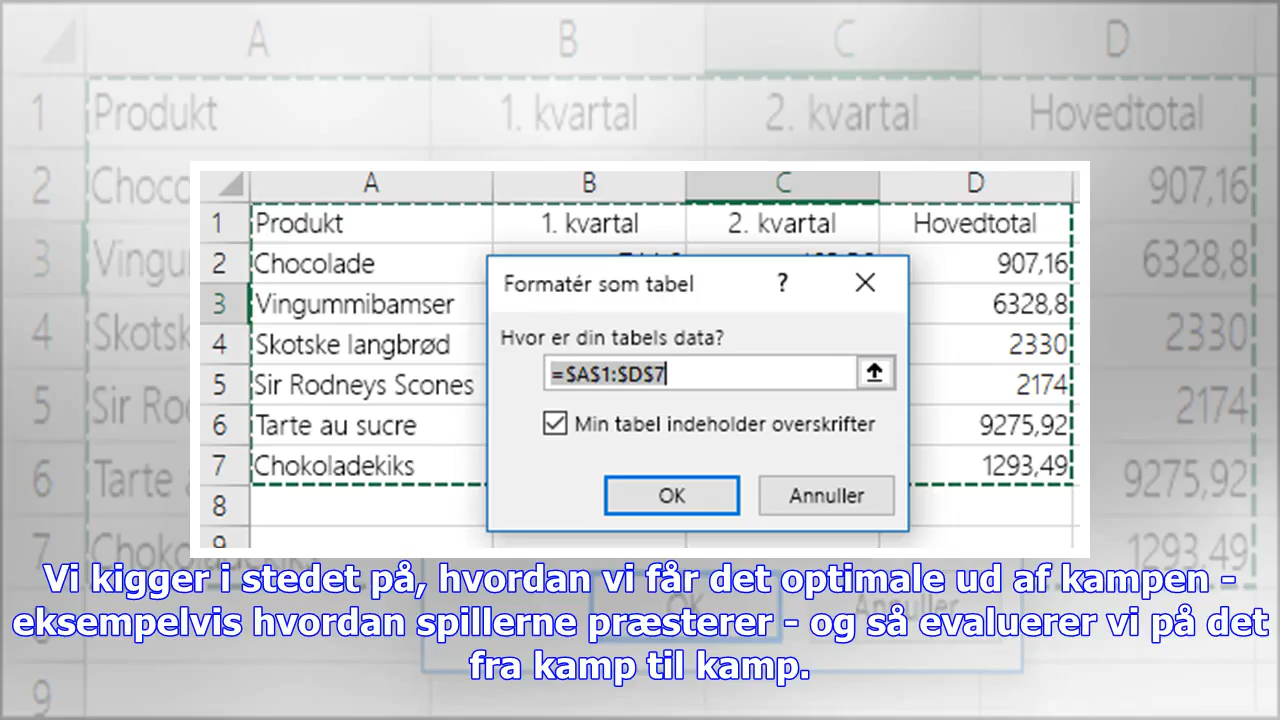 A B C D
1 Produkt 1. kvartal 2. kvartal Hovedtotal
2 Chocolade 907,16
3 Vingummibamser 6328,8
4 Skotske langbrød 2330
5 Sir Rodneys Scones 2174
6 Tarte au sucre 9275,92
7 Chokoladekiks 1293,49
8
9
Formatér som tabel ?
Hvor er din tabels data?
=$A$1:$D$7
Min tabel indeholder overskrifter
OK Annuller
Vi kigger i stedet på, hvordan vi får det optimale ud af kampen -
eksempelvis hvordan spillerne præsterer - og så evaluerer vi på det
fra kamp til kamp.